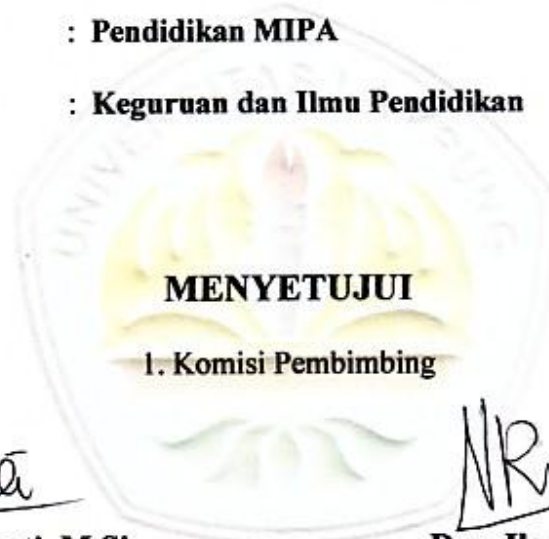 : Pendidikan MIPA
: Keguruan dan Ilmu Pendidikan
MENYETUJUI
1. Komisi Pembimbing